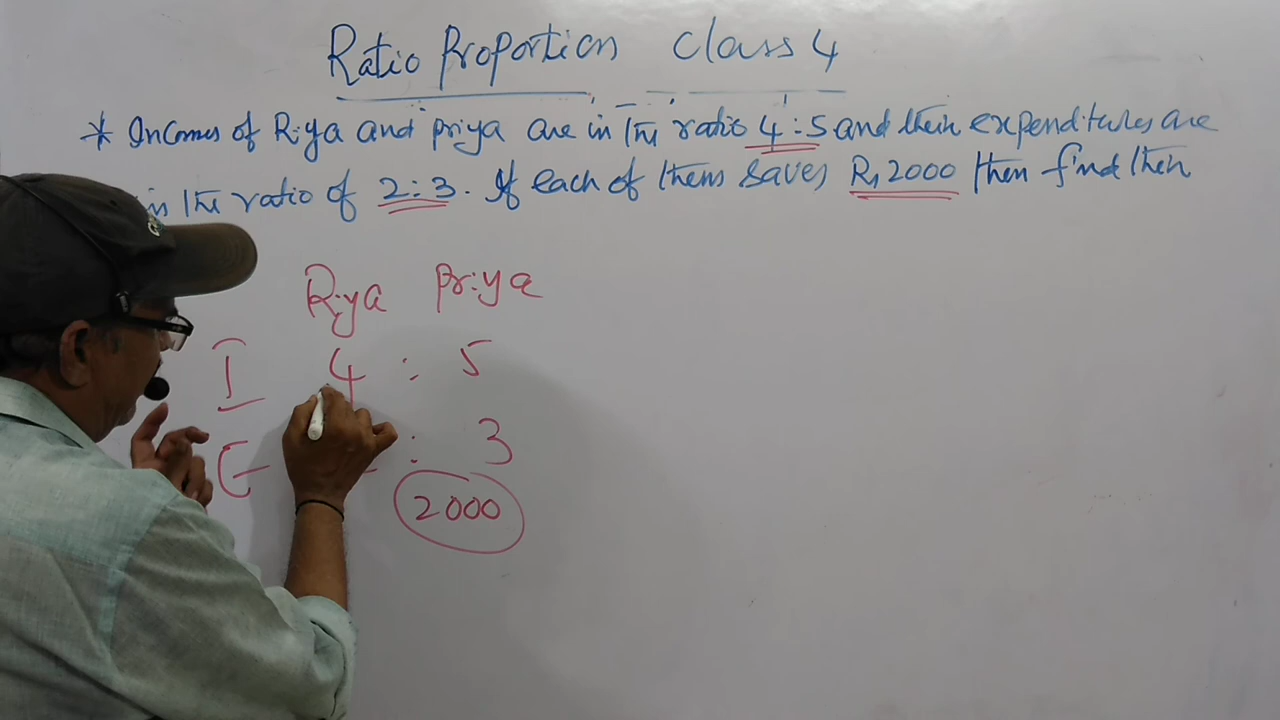 Ratio Proportion Class 4
* Incomes of Riya and Priya are in the ratio 4:5 and their expenditures are
in the ratio of 2:3. If each of them saves Rs 2000 then find their
Riya Priya
I 4 : 5
E : 3
2000